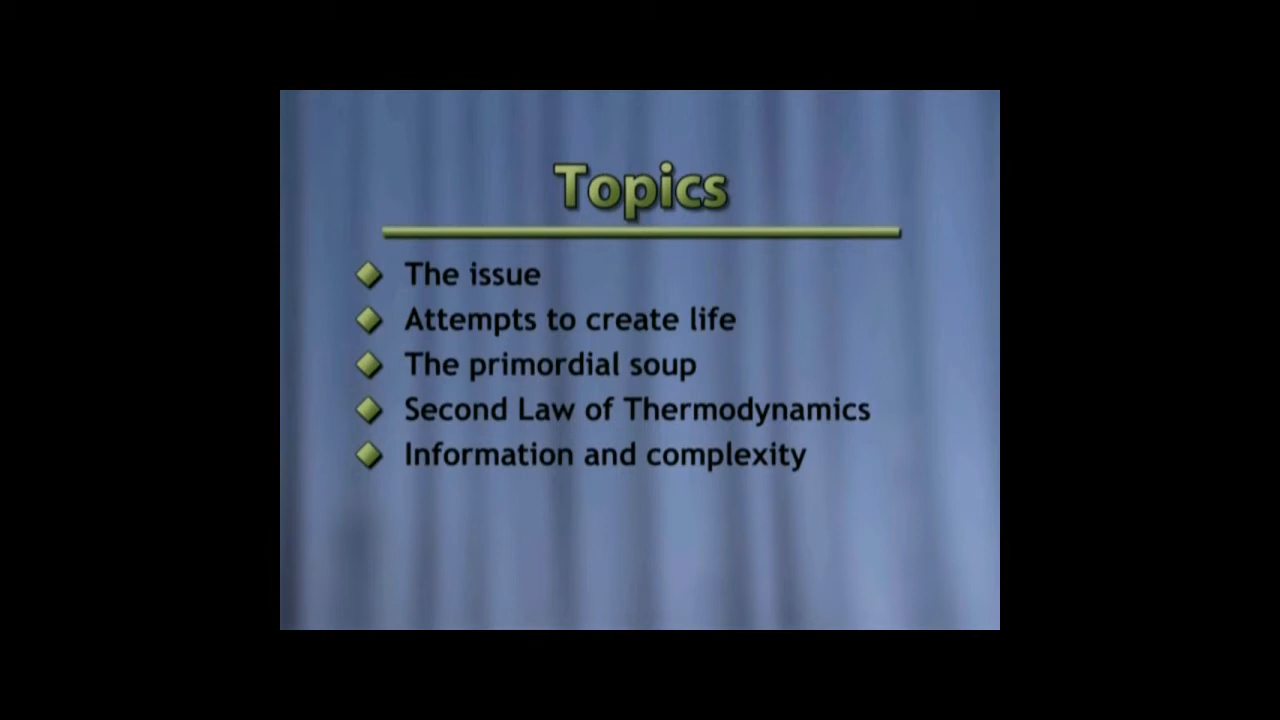 Topics
The issue
Attempts to create life
The primordial soup
Second Law of Thermodynamics
Information and complexity